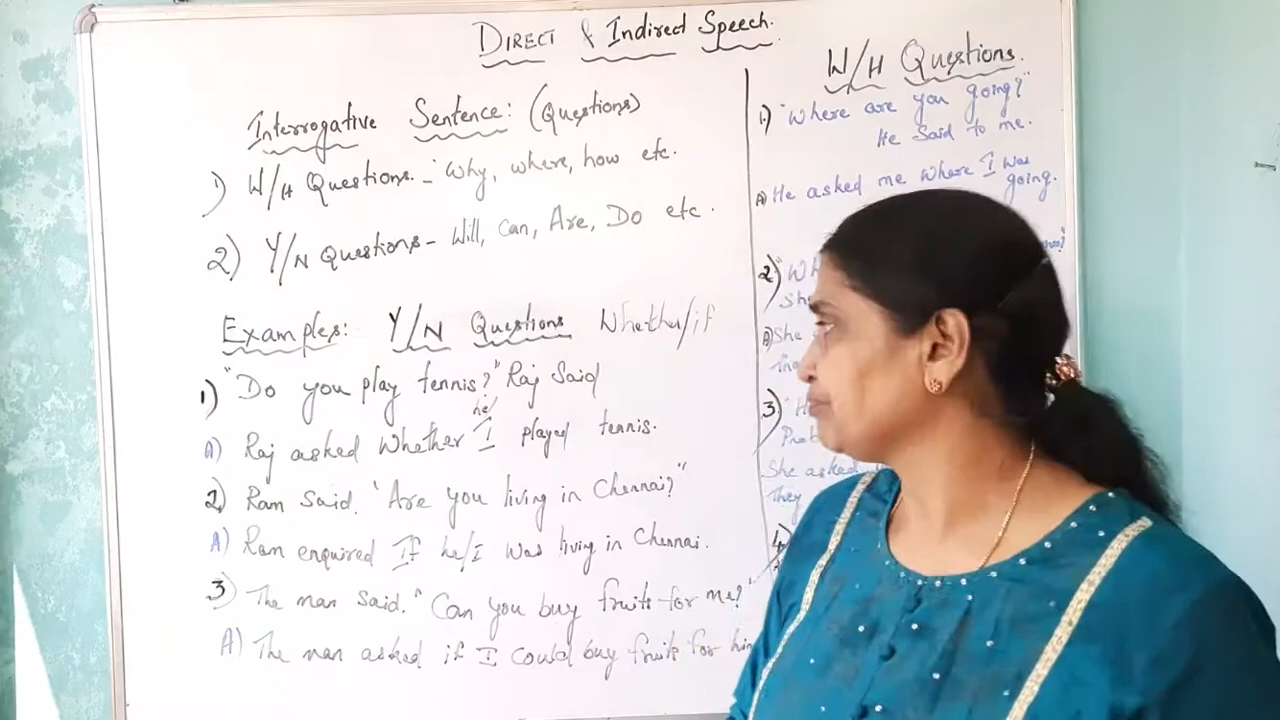 DIRECT & Indirect Speech.
Interrogative Sentence: (Questions)
1) W/H Questions. - Why, where, how etc.
2) Y/N Questions - Will, Can, Are, Do etc.
Examples: Y/N Questions Whether/if
1) "Do you play tennis?" Raj Said
he/
A) Raj asked Whether I played tennis.
2) Ram Said. 'Are you living in Chennai?"
A) Ram enquired If he/I was living in Chennai.
3) The man Said. "Can you buy fruits for me?"
A) The man asked if I Could buy fruits for him
W/H Questions.
1) "Where are you going?"
He Said to me.
A) He asked me where I was
going.
2) "Wh
She
A) She
3) "H
She asked
They
4)